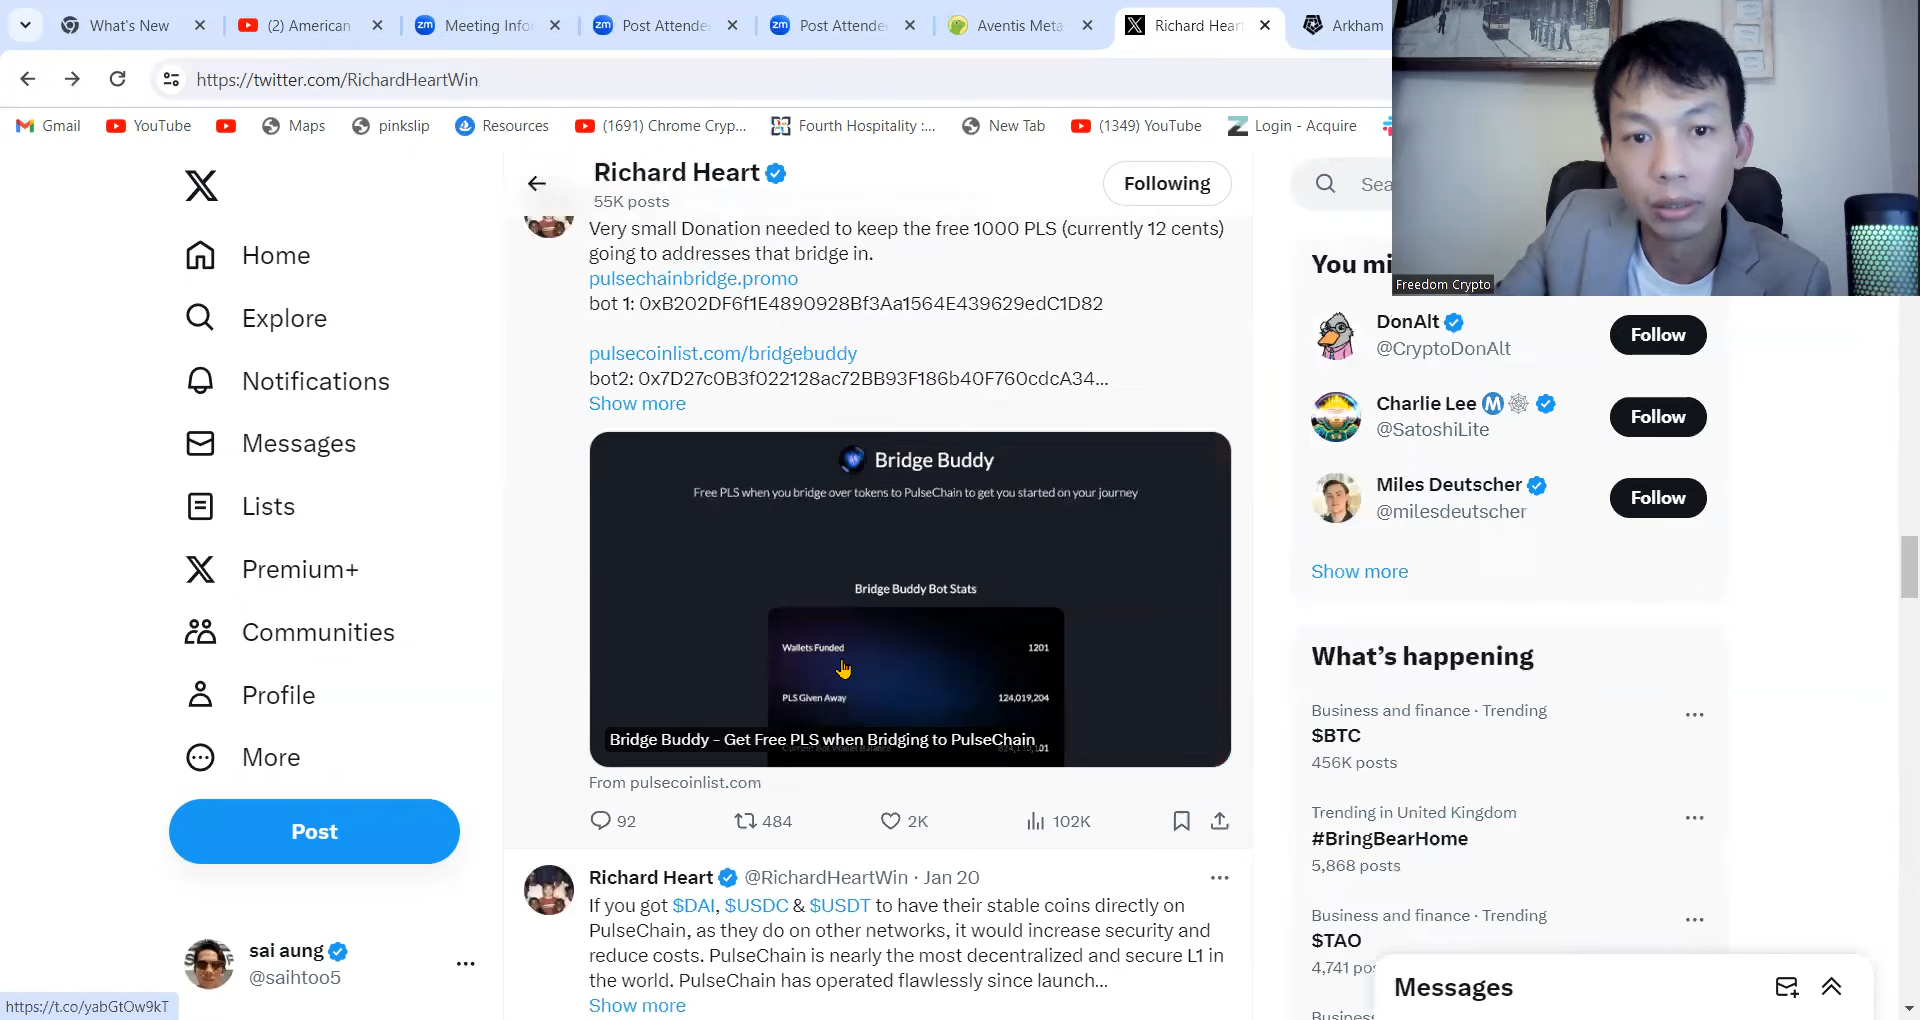 What's New
(2) American
Meeting Info
Post Attende
Post Attende
Aventis Meta
Richard Hear
Arkham
https://twitter.com/RichardHeartWin
Gmail
YouTube
Maps
pinkslip
Resources
(1691) Chrome Cryp...
Fourth Hospitality :...
New Tab
(1349) YouTube
Login - Acquire
Freedom Crypto
Home
Explore
Notifications
Messages
Lists
Premium+
Communities
Profile
More
Post
sai aung
@saihtoo5
https://t.co/yabGtOw9kT
Richard Heart
55K posts
Following
Very small Donation needed to keep the free 1000 PLS (currently 12 cents)
going to addresses that bridge in.
pulsechainbridge.promo
bot 1: 0xB202DF6f1E4890928Bf3Aa1564E439629edC1D82
pulsecoinlist.com/bridgebuddy
bot2: 0x7D27c0B3f022128ac72BB93F186b40F760cdcA34...
Show more
Bridge Buddy
Free PLS when you bridge over tokens to PulseChain to get you started on your journey
Bridge Buddy Bot Stats
Wallets Funded 1201
PLS Given Away 124,019,204
Bridge Buddy - Get Free PLS when Bridging to PulseChain
From pulsecoinlist.com
92 484 2K 102K
Richard Heart @RichardHeartWin · Jan 20
If you got $DAI, $USDC & $USDT to have their stable coins directly on
PulseChain, as they do on other networks, it would increase security and
reduce costs. PulseChain is nearly the most decentralized and secure L1 in
the world. PulseChain has operated flawlessly since launch...
Show more
Sea
You mi
DonAlt
@CryptoDonAlt
Follow
Charlie Lee
@SatoshiLite
Follow
Miles Deutscher
@milesdeutscher
Follow
Show more
What's happening
Business and finance · Trending
$BTC
456K posts
Trending in United Kingdom
#BringBearHome
5,868 posts
Business and finance · Trending
$TAO
4,741 pos
Messages